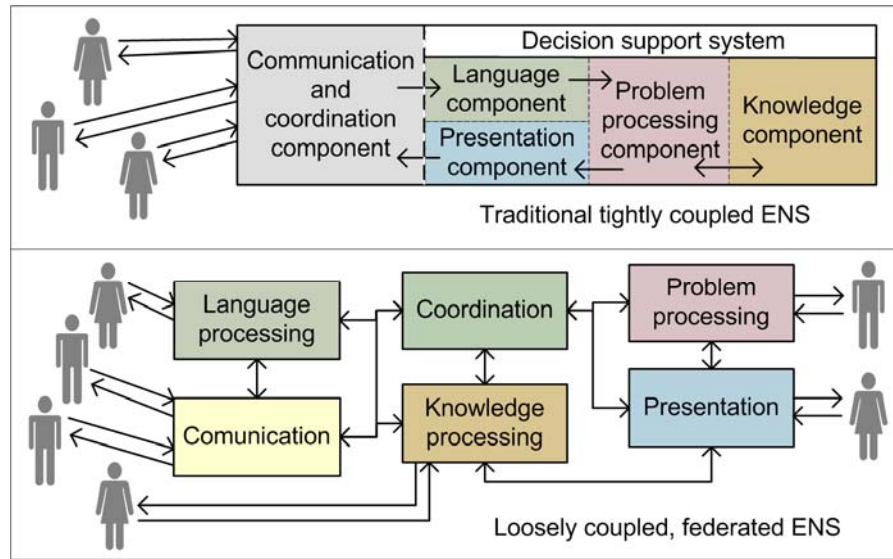 Decision support system
Communication
and
coordination
component
Language
component
Presentation
component
Problem
processing
component
Knowledge
component
Traditional tightly coupled ENS
Language
processing
Coordination
Problem
processing
Comunication
Knowledge
processing
Presentation
Loosely coupled, federated ENS